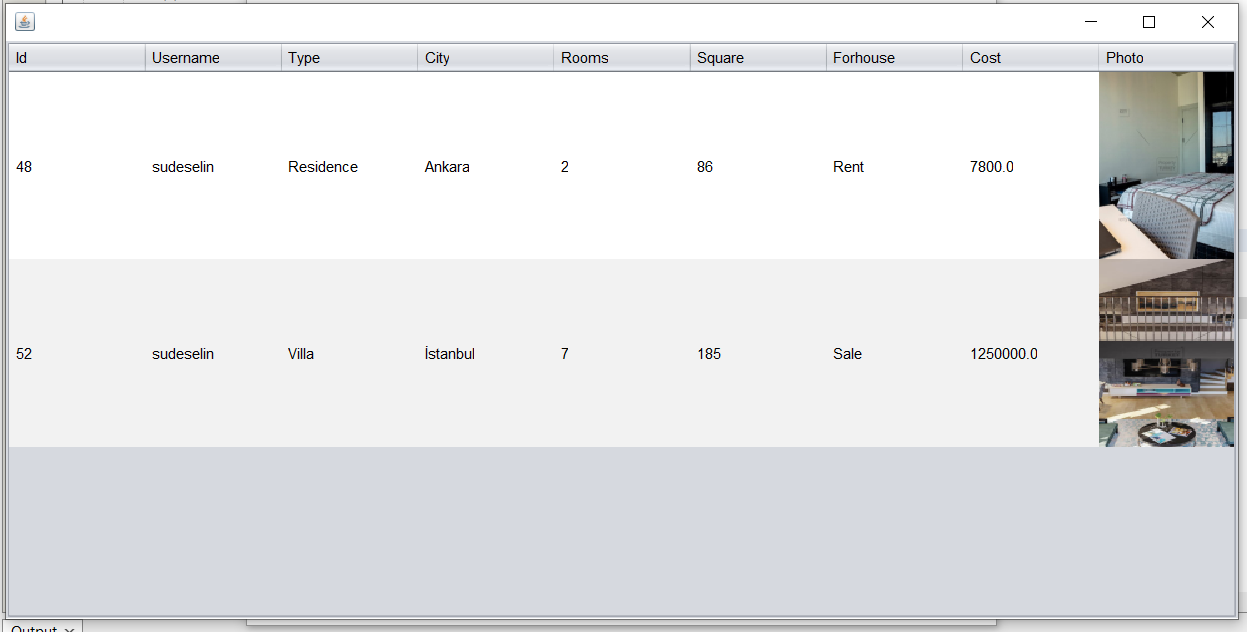 Id Username Type City Rooms Square Forhouse Cost Photo
48 sudeselin Residence Ankara 2 86 Rent 7800.0
52 sudeselin Villa İstanbul 7 185 Sale 1250000.0
Output